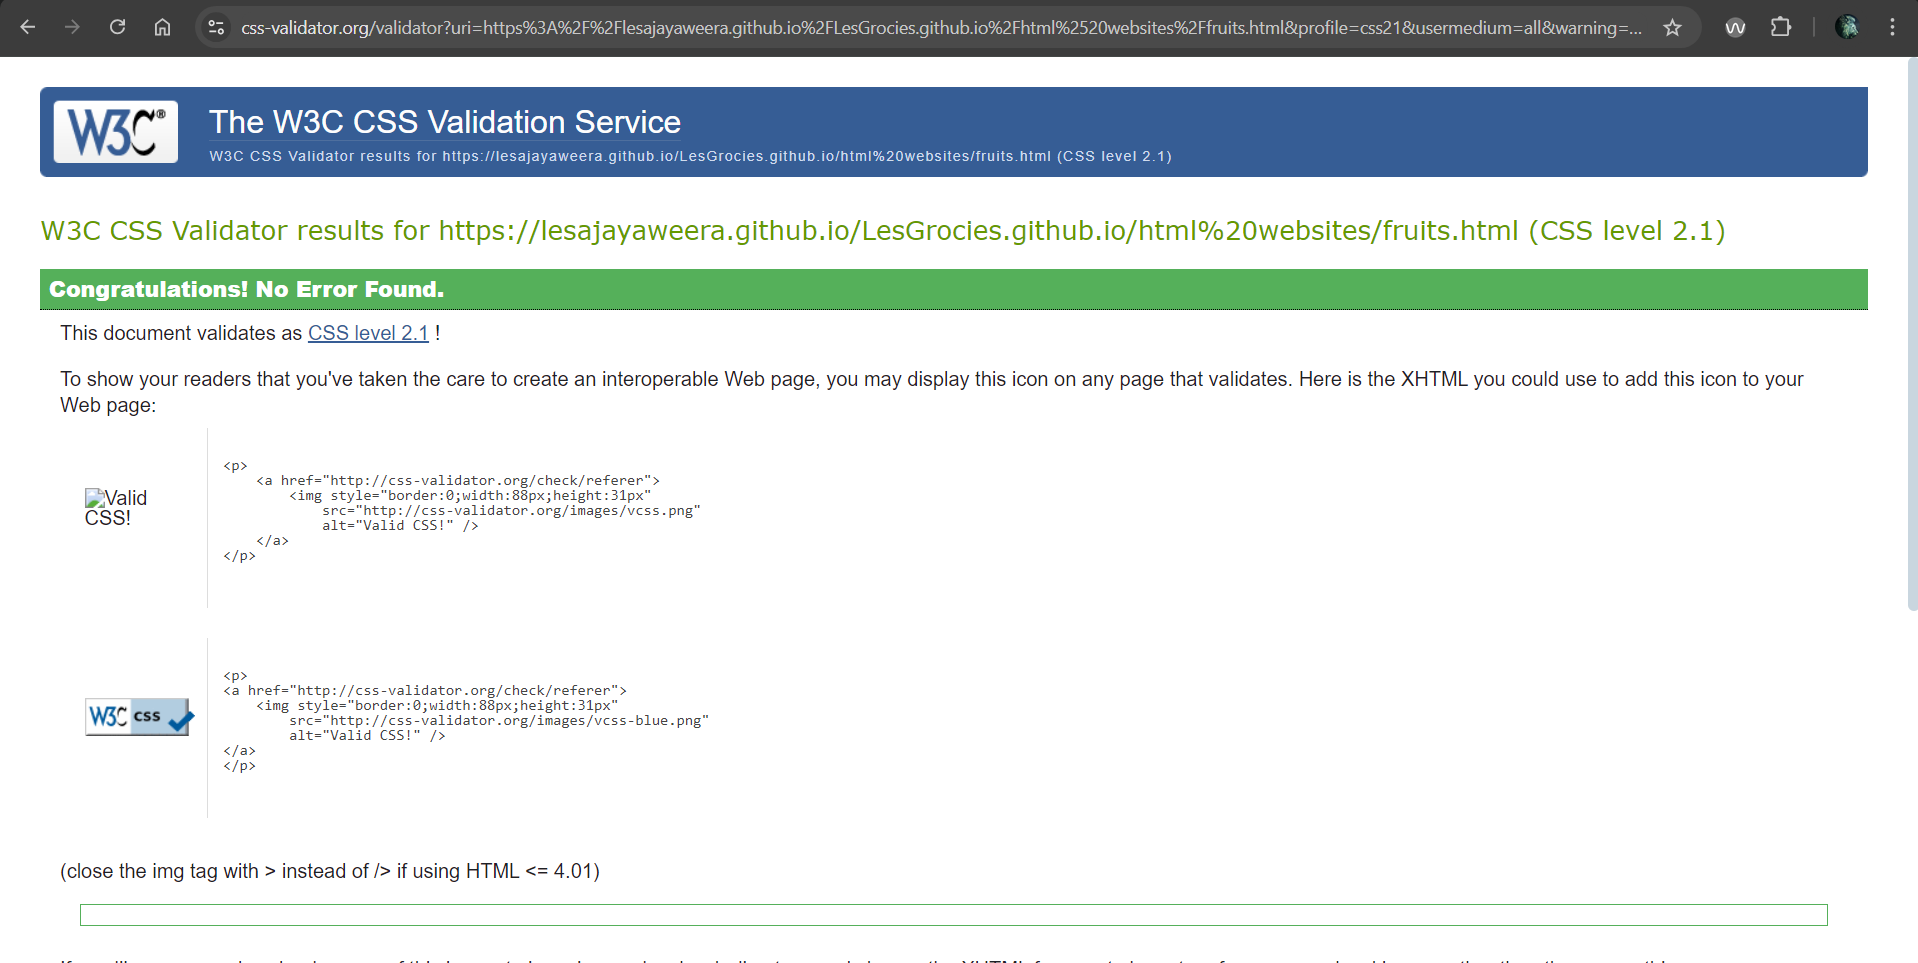 css-validator.org/validator?uri=https%3A%2F%2Flesajayaweera.github.io%2FLesGrocies.github.io%2Fhtml%2520websites%2Ffruits.html&profile=css21&usermedium=all&warning=...
W3C®
The W3C CSS Validation Service
W3C CSS Validator results for https://lesajayaweera.github.io/LesGrocies.github.io/html%20websites/fruits.html (CSS level 2.1)
W3C CSS Validator results for https://lesajayaweera.github.io/LesGrocies.github.io/html%20websites/fruits.html (CSS level 2.1)
Congratulations! No Error Found.
This document validates as CSS level 2.1 !
To show your readers that you've taken the care to create an interoperable Web page, you may display this icon on any page that validates. Here is the XHTML you could use to add this icon to your
Web page:
Valid
CSS!
<p>
<a href="http://css-validator.org/check/referer">
<img style="border:0;width:88px;height:31px"
src="http://css-validator.org/images/vcss.png"
alt="Valid CSS!" />
</a>
</p>
W3C css
<p>
<a href="http://css-validator.org/check/referer">
<img style="border:0;width:88px;height:31px"
src="http://css-validator.org/images/vcss-blue.png"
alt="Valid CSS!" />
</a>
</p>
(close the img tag with > instead of /> if using HTML <= 4.01)